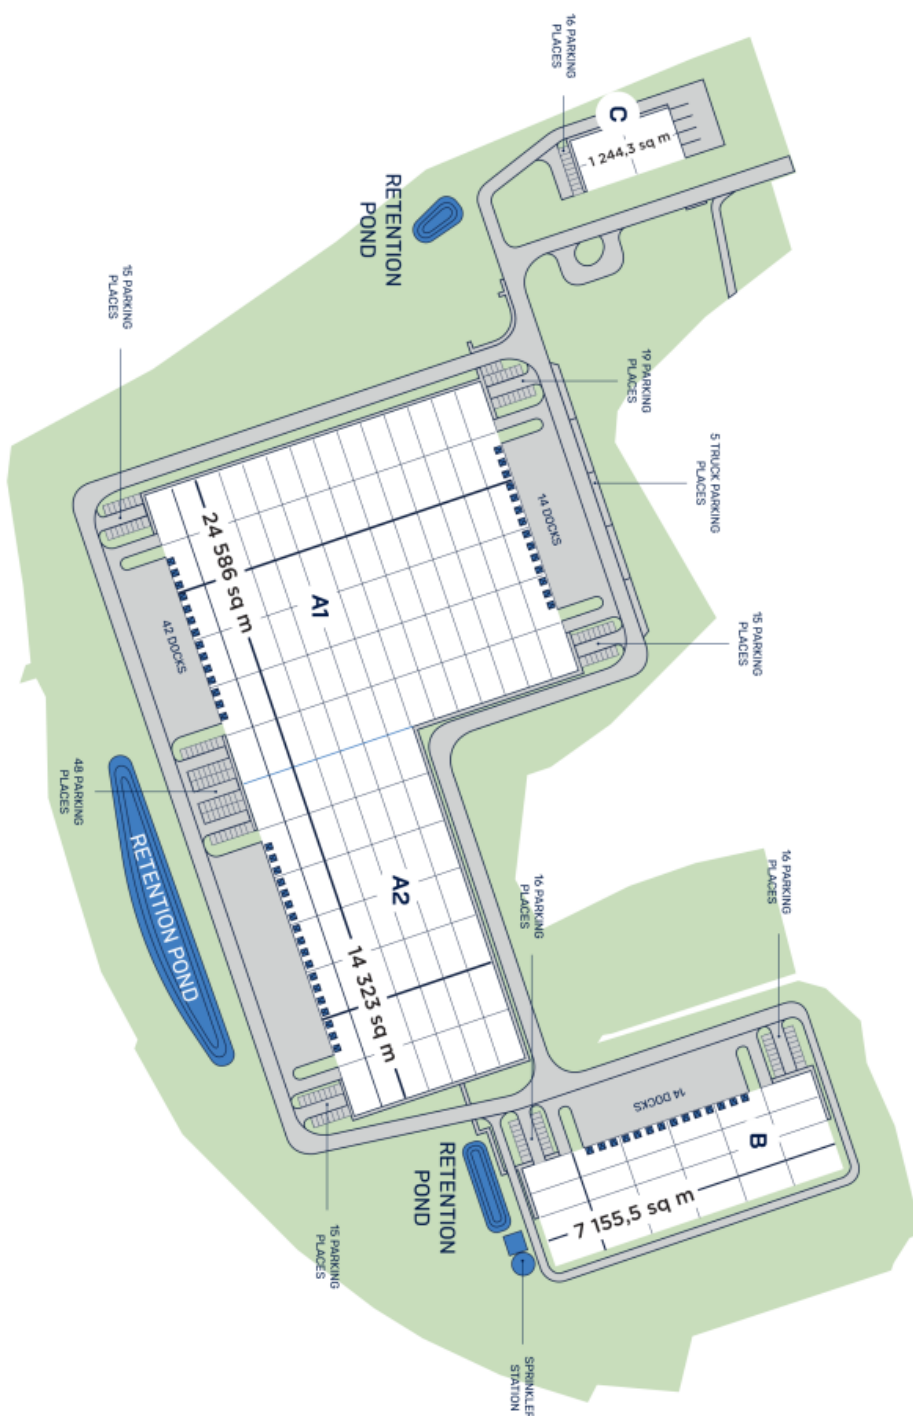 16 PARKING
PLACES
C
1 244,3 sq m
RETENTION
POND
15 PARKING
PLACES
19 PARKING
PLACES
5 TRUCK PARKING
PLACES
14 DOCKS
24 586 sq m
A1
42 DOCKS
15 PARKING
PLACES
48 PARKING
PLACES
RETENTION POND
A2
14 323 sq m
16 PARKING
PLACES
16 PARKING
PLACES
14 DOCKS
B
7 155,5 sq m
RETENTION
POND
15 PARKING
PLACES
SPRINKLER
STATION